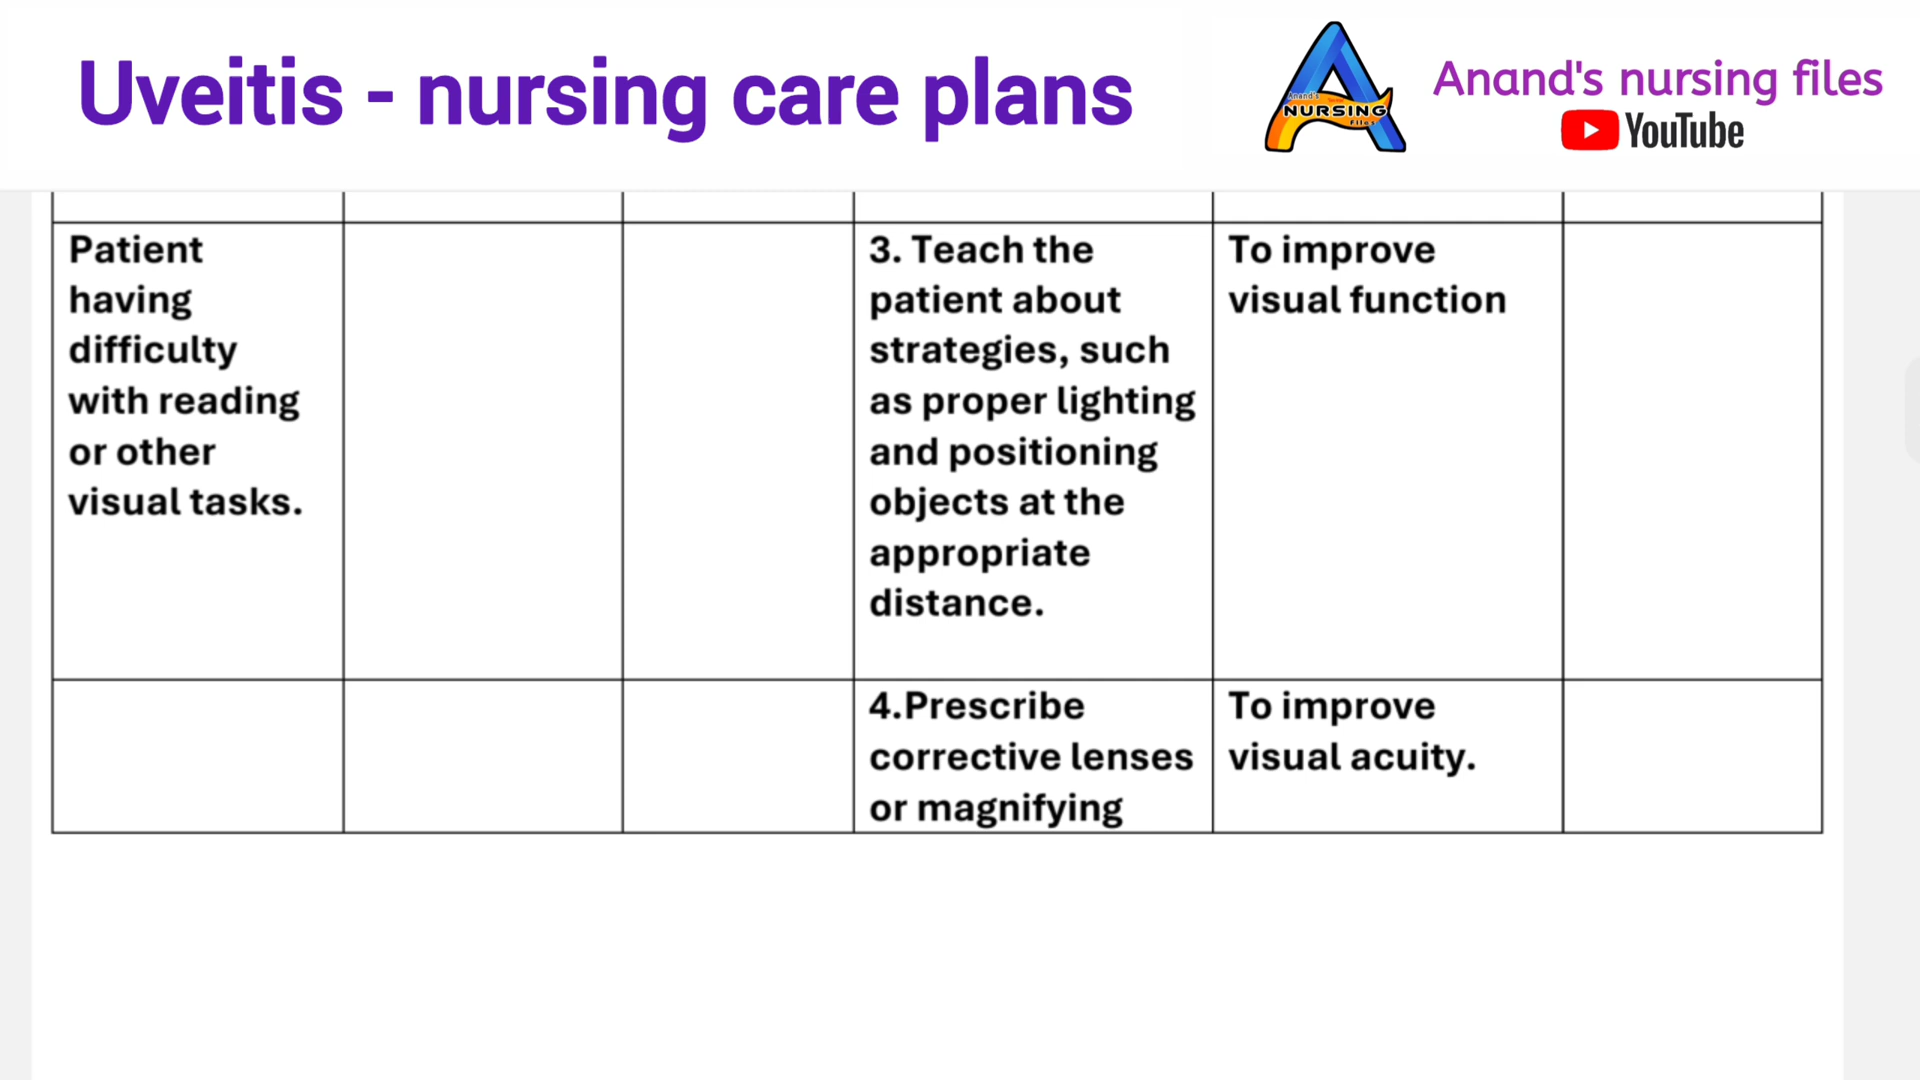 Uveitis - nursing care plans
Anand's
NURSING
Files
Anand's nursing files
YouTube
Patient
having
difficulty
with reading
or other
visual tasks.
3. Teach the
patient about
strategies, such
as proper lighting
and positioning
objects at the
appropriate
distance.
To improve
visual function
4.Prescribe
corrective lenses
or magnifying
To improve
visual acuity.